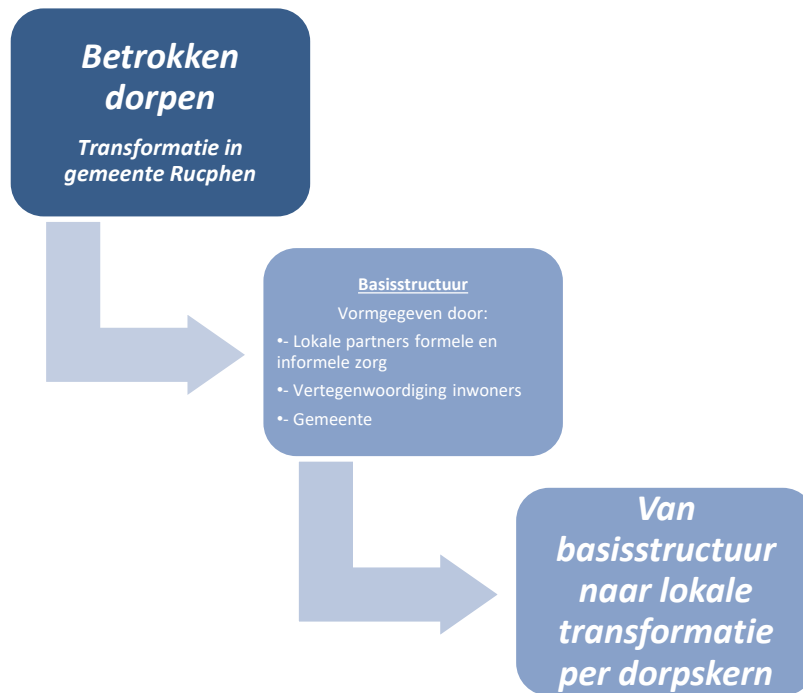 Betrokken
dorpen
Transformatie in
gemeente Rucphen
Basisstructuur
Vormgegeven door:
•- Lokale partners formele en
informele zorg
•- Vertegenwoordiging inwoners
•- Gemeente
Van
basisstructuur
naar lokale
transformatie
per dorpskern